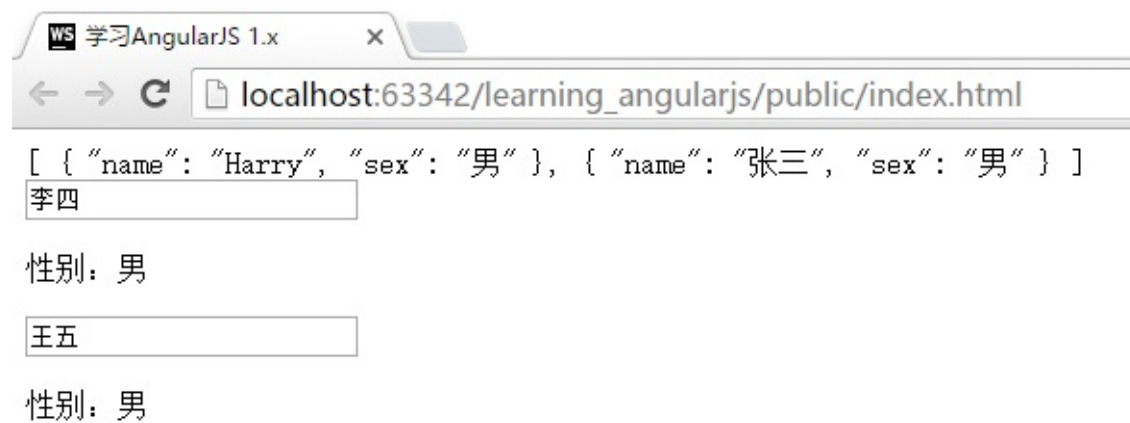 WS 学习AngularJS 1.x
localhost:63342/learning_angularjs/public/index.html
[ { "name": "Harry", "sex": "男" }, { "name": "张三", "sex": "男" } ]
李四
性别：男
王五
性别：男